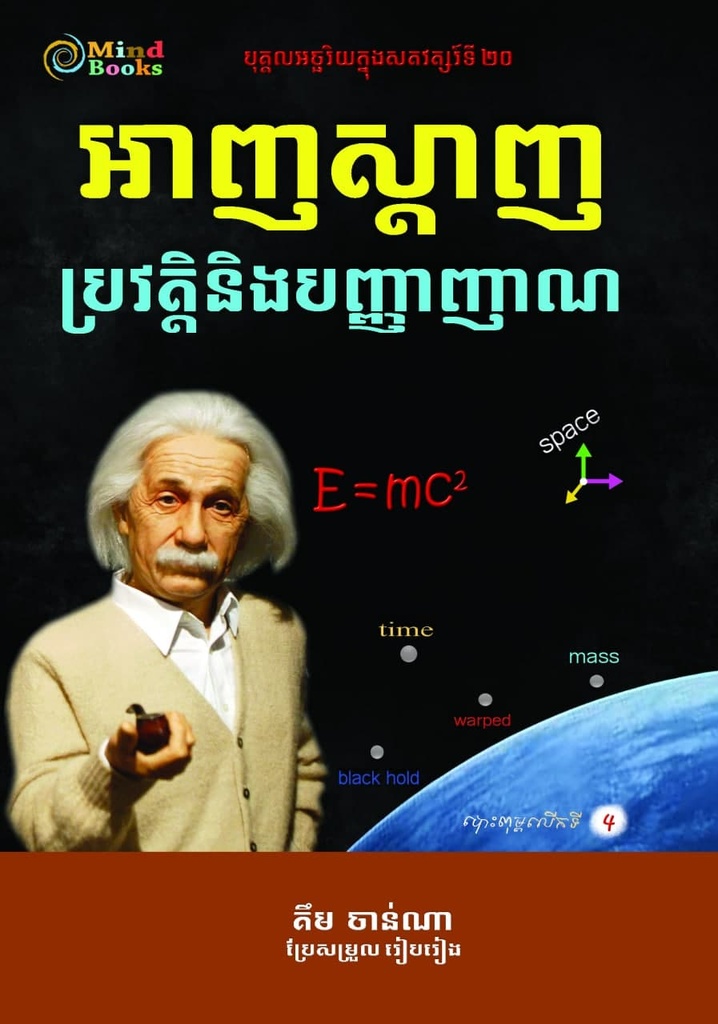 Mind
Books
បុគ្គលអច្ឆរិយក្នុងសតវត្សរ៍ទី ២០
អាញស្តាញ
ប្រវត្តិនិងបញ្ញាញាណ
space
E=mc²
time
mass
warped
black hold
បោះពុម្ពលើកទី 4
គឹម ចាន់ណា
ប្រែសម្រួល រៀបរៀង